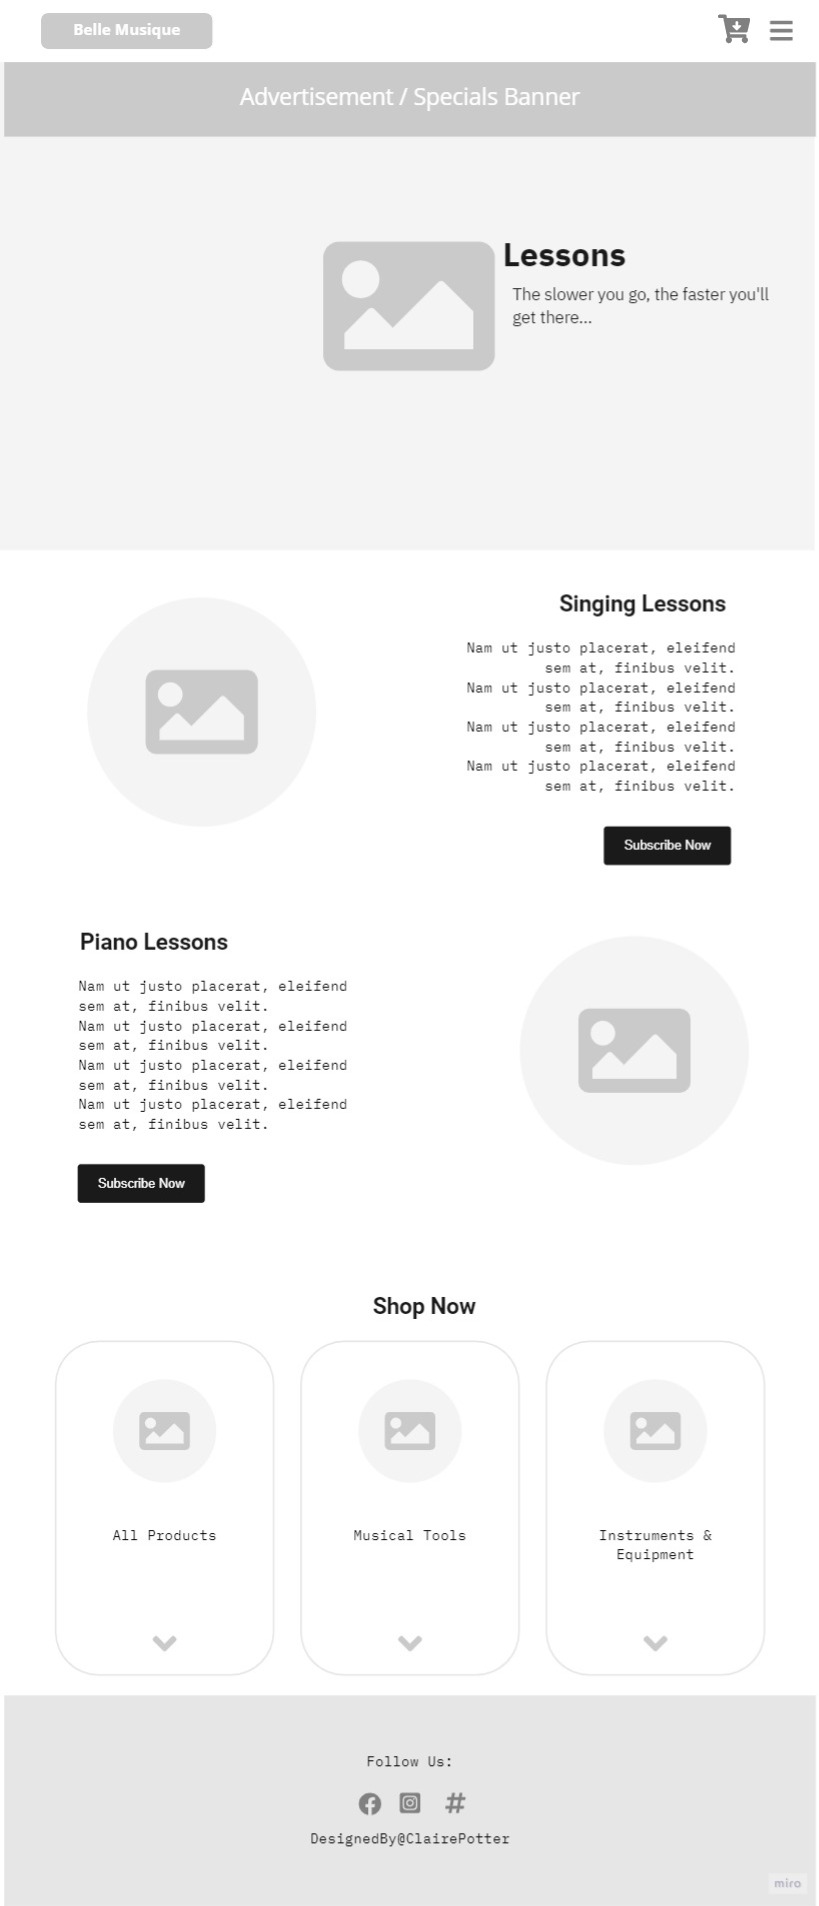 Belle Musique
Advertisement / Specials Banner
Lessons
The slower you go, the faster you'll
get there...
Singing Lessons
Nam ut justo placerat, eleifend
sem at, finibus velit.
Nam ut justo placerat, eleifend
sem at, finibus velit.
Nam ut justo placerat, eleifend
sem at, finibus velit.
Nam ut justo placerat, eleifend
sem at, finibus velit.
Subscribe Now
Piano Lessons
Nam ut justo placerat, eleifend
sem at, finibus velit.
Nam ut justo placerat, eleifend
sem at, finibus velit.
Nam ut justo placerat, eleifend
sem at, finibus velit.
Nam ut justo placerat, eleifend
sem at, finibus velit.
Subscribe Now
Shop Now
All Products
Musical Tools
Instruments &
Equipment
Follow Us:
#
DesignedBy@ClairePotter
miro